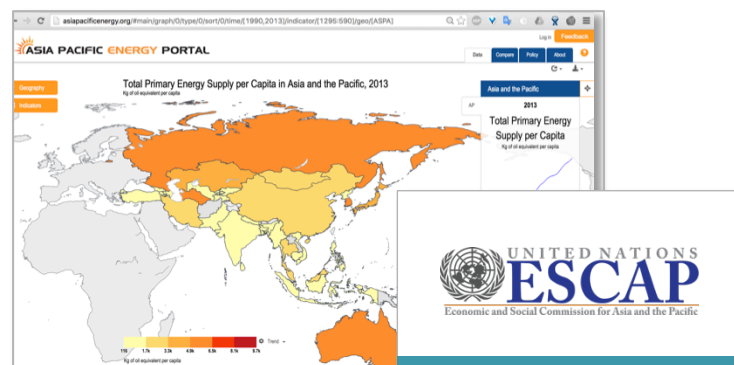 asiapacificenergy.org/#main/graph/0/type/0/sort/0/time/[1990,2013]/indicator/[1295:590]/geo/[ASPA]
Log in Feedback
ASIA PACIFIC ENERGY PORTAL
Data Compare Policy About ?
Geography
Indicators
Total Primary Energy Supply per Capita in Asia and the Pacific, 2013
Kg of oil equivalent per capita
Asia and the Pacific
AP
2013
Total Primary Energy
Supply per Capita
Kg of oil equivalent per capita
UNITED NATIONS
ESCAP
Economic and Social Commission for Asia and the Pacific
Trend
1.7k 3.3k 4.9k 6.5k 8.1k 9.7k
Kg of oil equivalent per capita